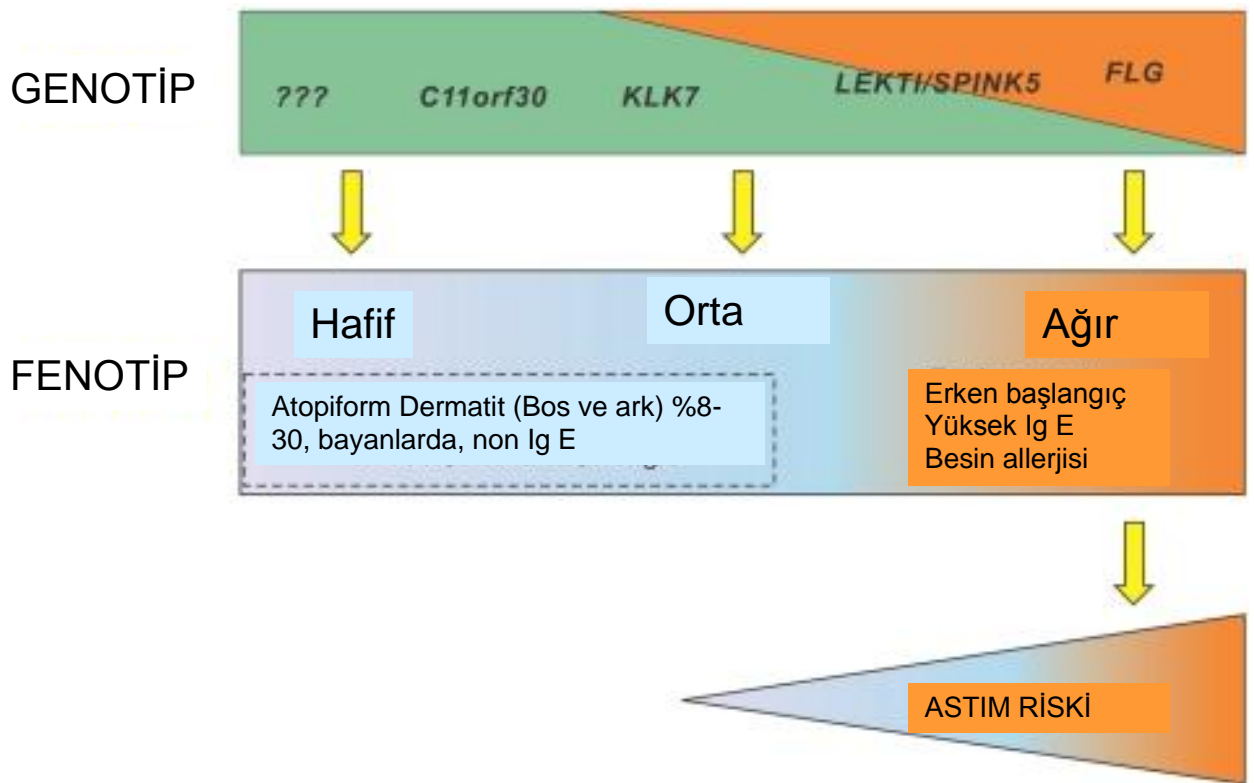 GENOTİP
??? C11orf30 KLK7 LEKTI/SPINK5 FLG
FENOTİP
Hafif Orta Ağır
Atopiform Dermatit (Bos ve ark) %8-
30, bayanlarda, non Ig E
Erken başlangıç
Yüksek Ig E
Besin allerjisi
ASTIM RİSKİ